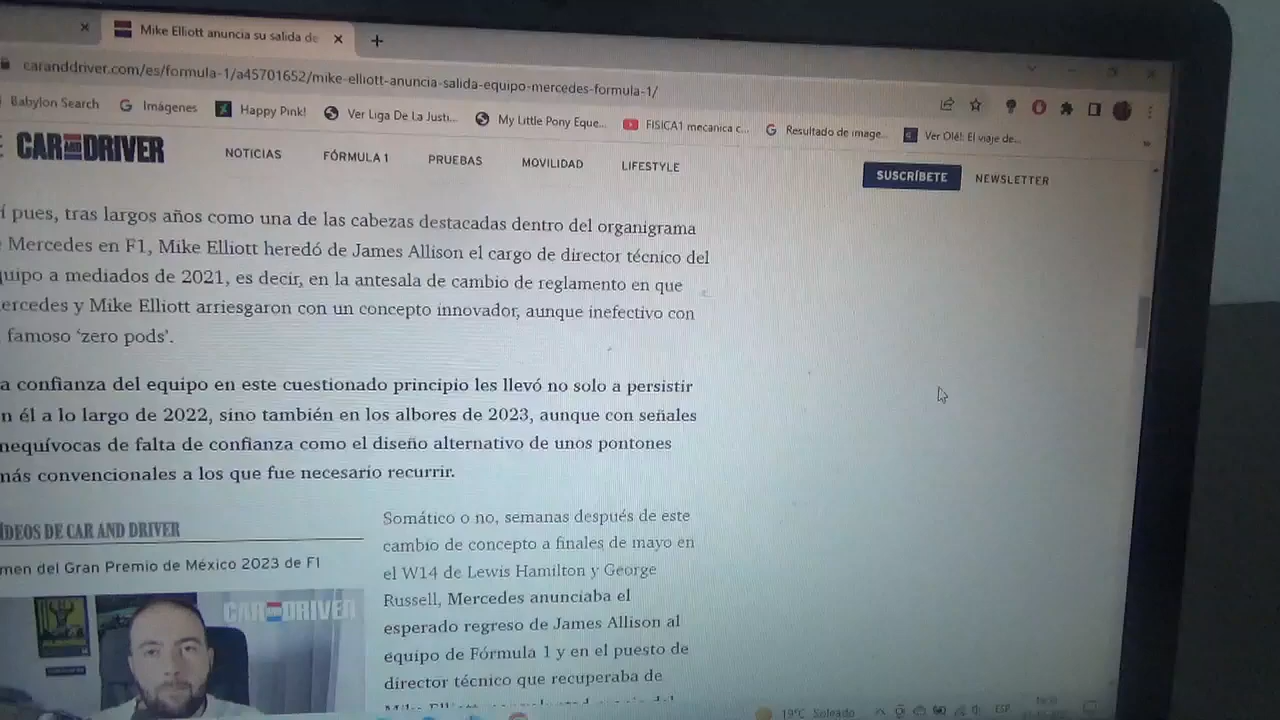 Mike Elliott anuncia su salida de
caranddriver.com/es/formula-1/a45701652/mike-elliott-anuncia-salida-equipo-mercedes-formula-1/
Babylon Search Imágenes Happy Pink! Ver Liga De La Justi... My Little Pony Eque... FISICA1 mecanica c... Resultado de image... Ver Olé!: El viaje de...
CAR AND DRIVER NOTICIAS FÓRMULA 1 PRUEBAS MOVILIDAD LIFESTYLE SUSCRÍBETE NEWSLETTER
í pues, tras largos años como una de las cabezas destacadas dentro del organigrama
Mercedes en F1, Mike Elliott heredó de James Allison el cargo de director técnico del
quipo a mediados de 2021, es decir, en la antesala de cambio de reglamento en que
ercedes y Mike Elliott arriesgaron con un concepto innovador, aunque inefectivo con
famoso ‘zero pods’.
a confianza del equipo en este cuestionado principio les llevó no solo a persistir
n él a lo largo de 2022, sino también en los albores de 2023, aunque con señales
nequívocas de falta de confianza como el diseño alternativo de unos pontones
más convencionales a los que fue necesario recurrir.
ÍDEOS DE CAR AND DRIVER
men del Gran Premio de México 2023 de F1
CAR AND DRIVER
Somático o no, semanas después de este
cambio de concepto a finales de mayo en
el W14 de Lewis Hamilton y George
Russell, Mercedes anunciaba el
esperado regreso de James Allison al
equipo de Fórmula 1 y en el puesto de
director técnico que recuperaba de
19°C Soleado ESP